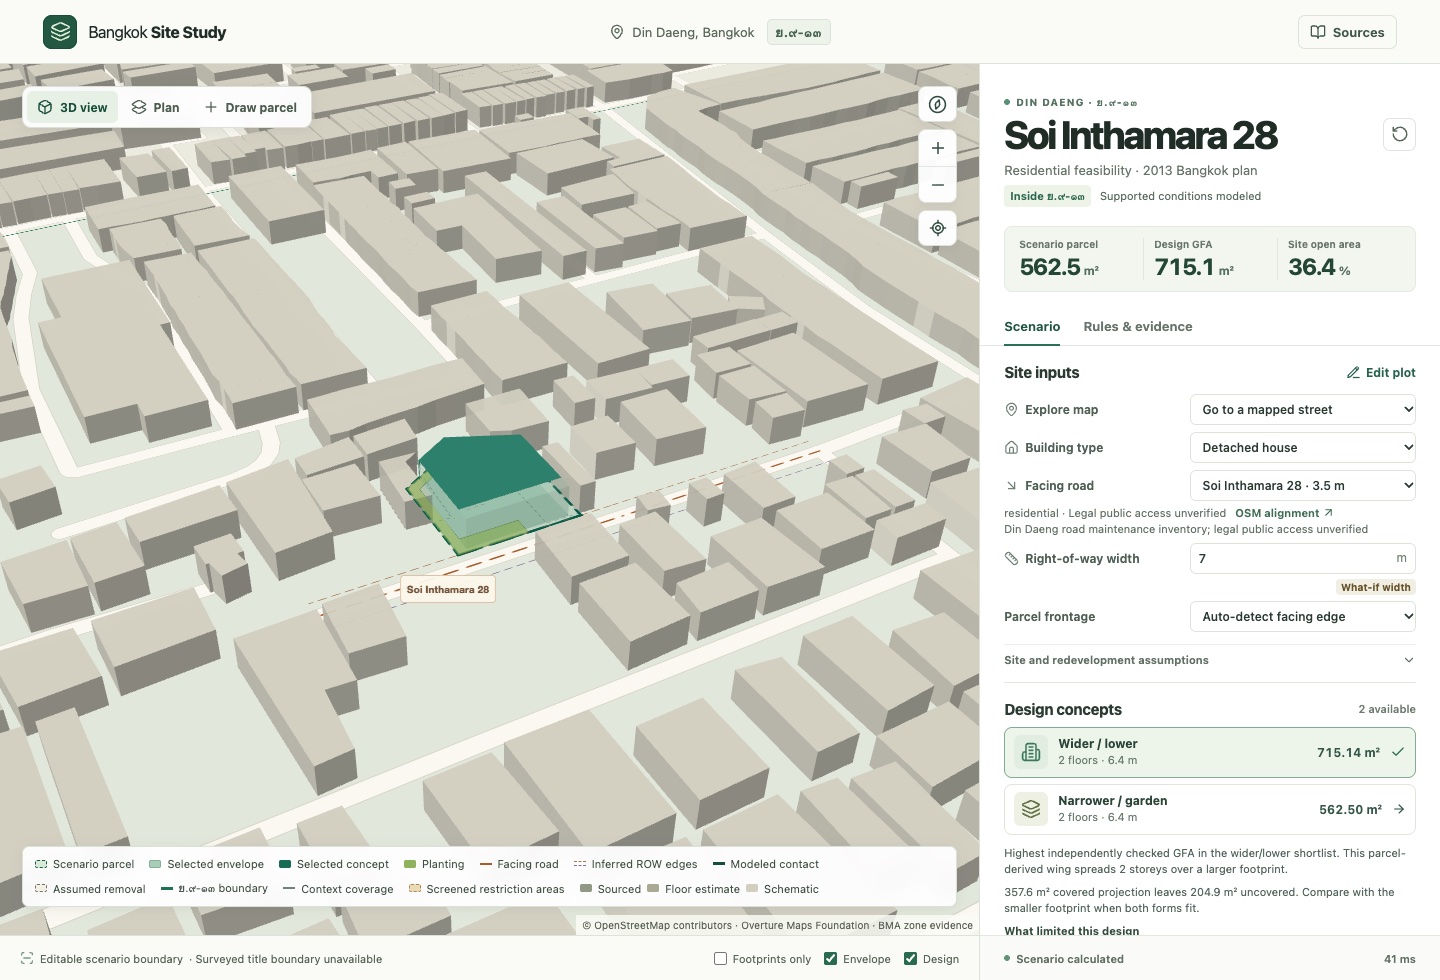 Bangkok Site Study
Din Daeng, Bangkok
ย.๙-๑๓
Sources
3D view
Plan
Draw parcel
Soi Inthamara 28
Scenario parcel
Selected envelope
Selected concept
Planting
Facing road
Inferred ROW edges
Modeled contact
Assumed removal
ย.๙-๑๓ boundary
Context coverage
Screened restriction areas
Sourced
Floor estimate
Schematic
© OpenStreetMap contributors · Overture Maps Foundation · BMA zone evidence
Editable scenario boundary · Surveyed title boundary unavailable
Footprints only
Envelope
Design
DIN DAENG · ย.๙-๑๓
Soi Inthamara 28
Residential feasibility · 2013 Bangkok plan
Inside ย.๙-๑๓ Supported conditions modeled
Scenario parcel
562.5 m²
Design GFA
715.1 m²
Site open area
36.4 %
Scenario
Rules & evidence
Site inputs
Edit plot
Explore map
Go to a mapped street
Building type
Detached house
Facing road
Soi Inthamara 28 · 3.5 m
residential · Legal public access unverified OSM alignment ↗
Din Daeng road maintenance inventory; legal public access unverified
Right-of-way width
7 m
What-if width
Parcel frontage
Auto-detect facing edge
Site and redevelopment assumptions
Design concepts
2 available
Wider / lower
2 floors · 6.4 m
715.14 m²
Narrower / garden
2 floors · 6.4 m
562.50 m²
Highest independently checked GFA in the wider/lower shortlist. This parcel-
derived wing spreads 2 storeys over a larger footprint.
357.6 m² covered projection leaves 204.9 m² uncovered. Compare with the
smaller footprint when both forms fit.
What limited this design
Scenario calculated
41 ms